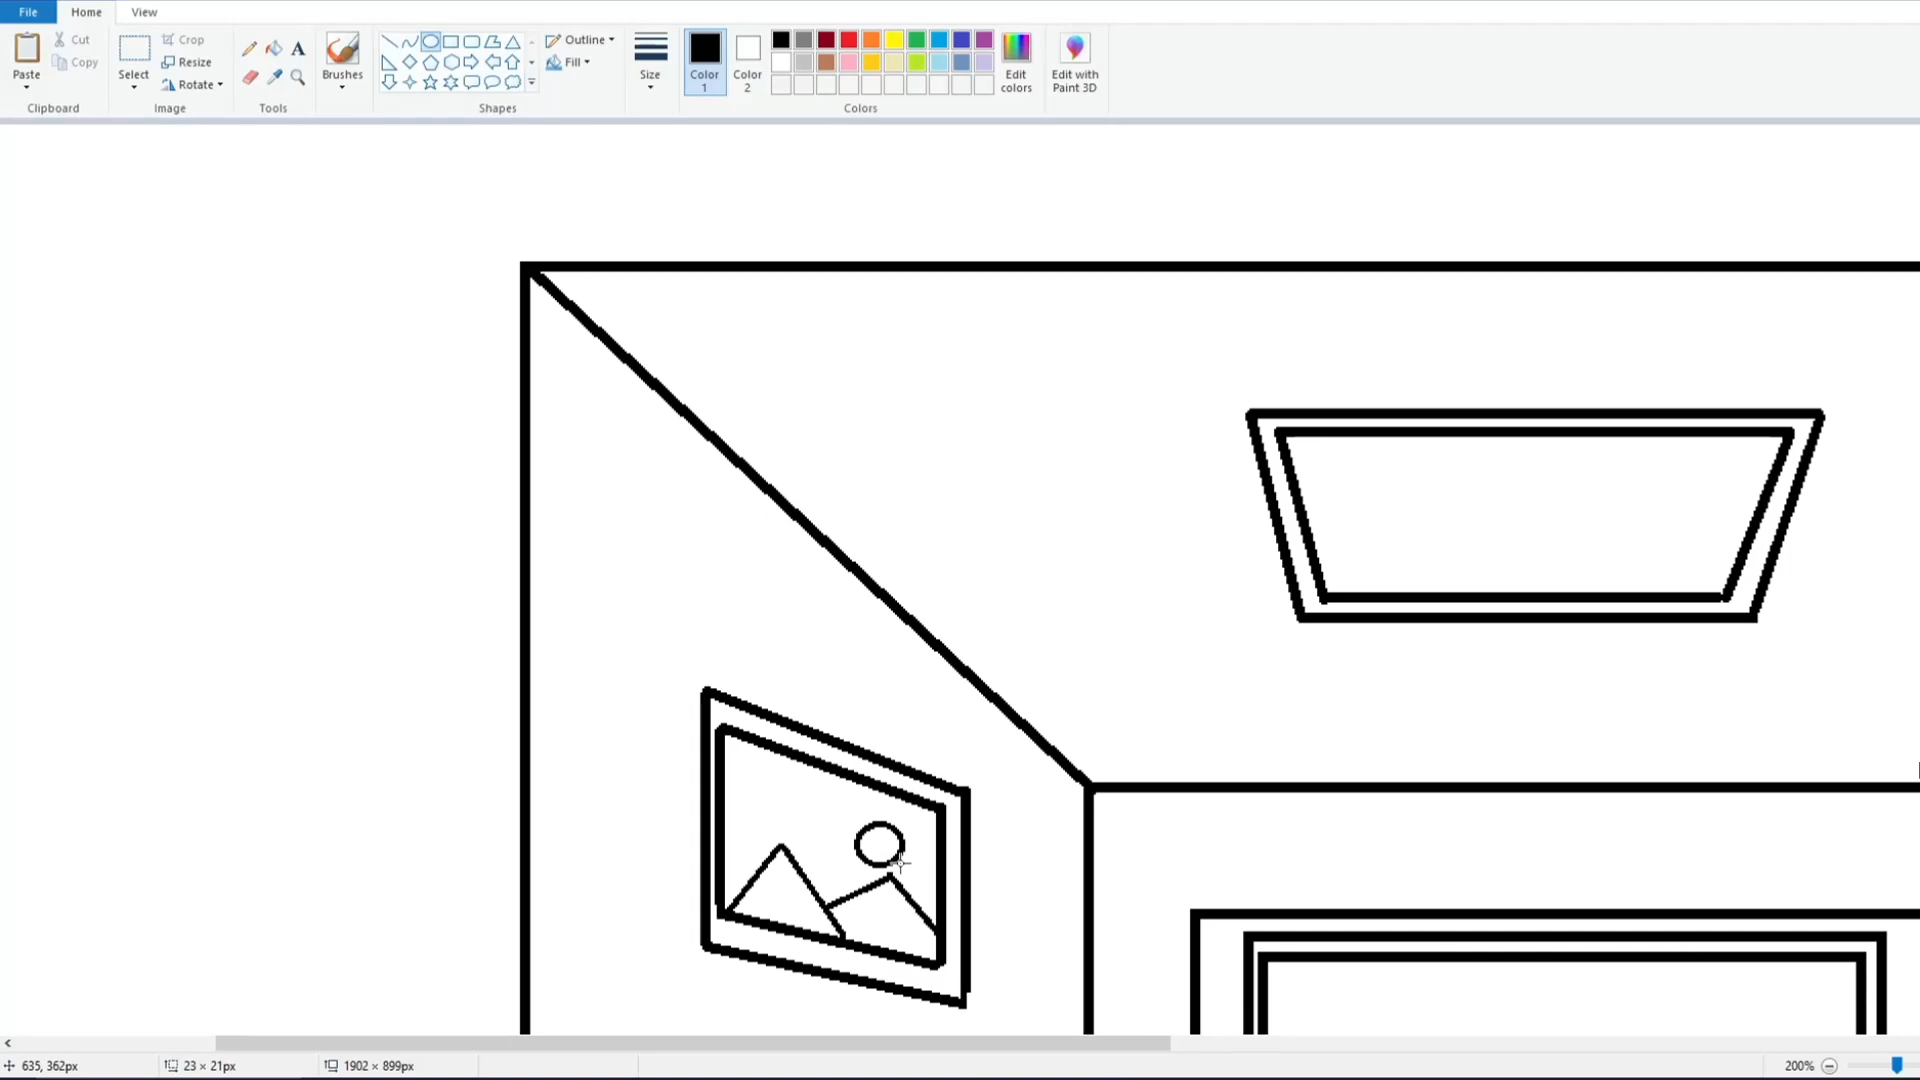 File Home View
Paste Cut Copy
Clipboard
Select Crop Resize Rotate
Image
A
Tools
Brushes
Outline
Fill
Shapes
Size
Color 1
Color 2
Edit colors
Colors
Edit with Paint 3D
635, 362px 23 × 21px 1902 × 899px 200%